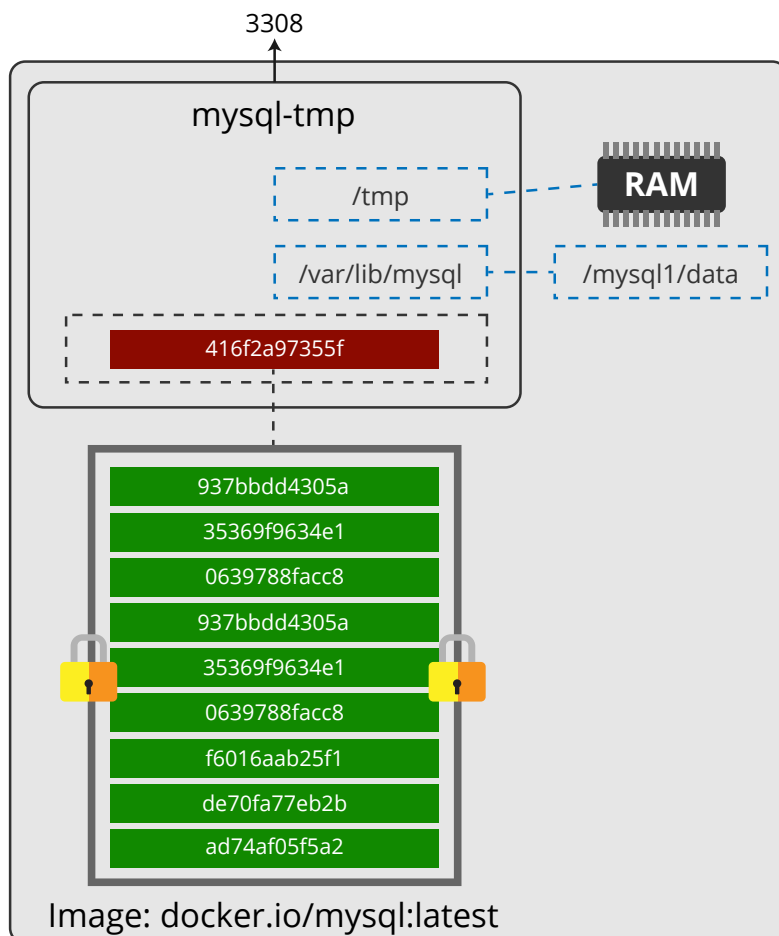 3308
mysql-tmp
/tmp
RAM
/var/lib/mysql
/mysql1/data
416f2a97355f
937bbdd4305a
35369f9634e1
0639788facc8
937bbdd4305a
35369f9634e1
0639788facc8
f6016aab25f1
de70fa77eb2b
ad74af05f5a2
Image: docker.io/mysql:latest